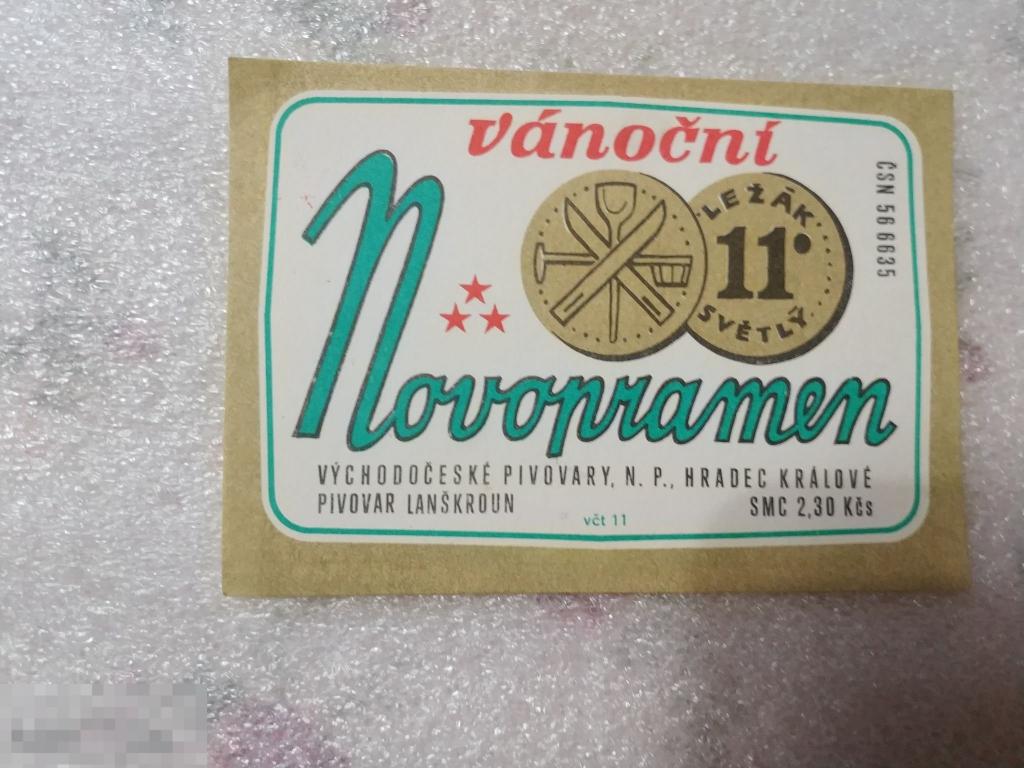 vánoční
LEŽÁK
11°
SVĚTLÝ
ČSN 56 6635
Novopramen
VÝCHODOČESKÉ PIVOVARY, N. P., HRADEC KRÁLOVÉ
PIVOVAR LANŠKROUN
SMC 2,30 Kčs
včt 11